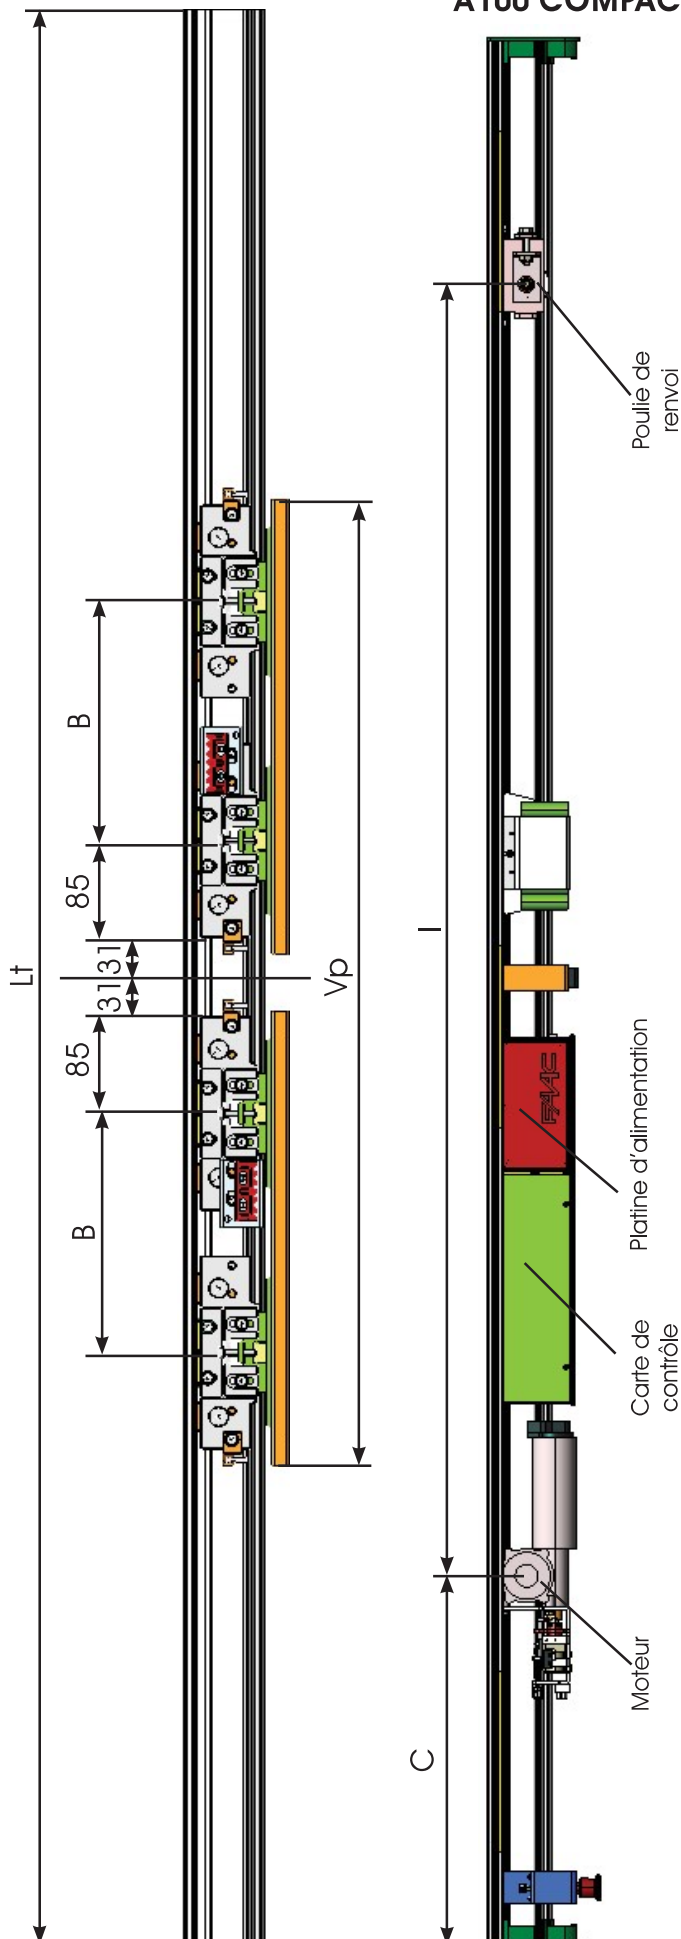 A100 COMPAC
Lt
B
85
31
31
85
B
Vp
I
C
Poulie de
renvoi
FAAC
Platine d'alimentation
Carte de
contrôle
Moteur